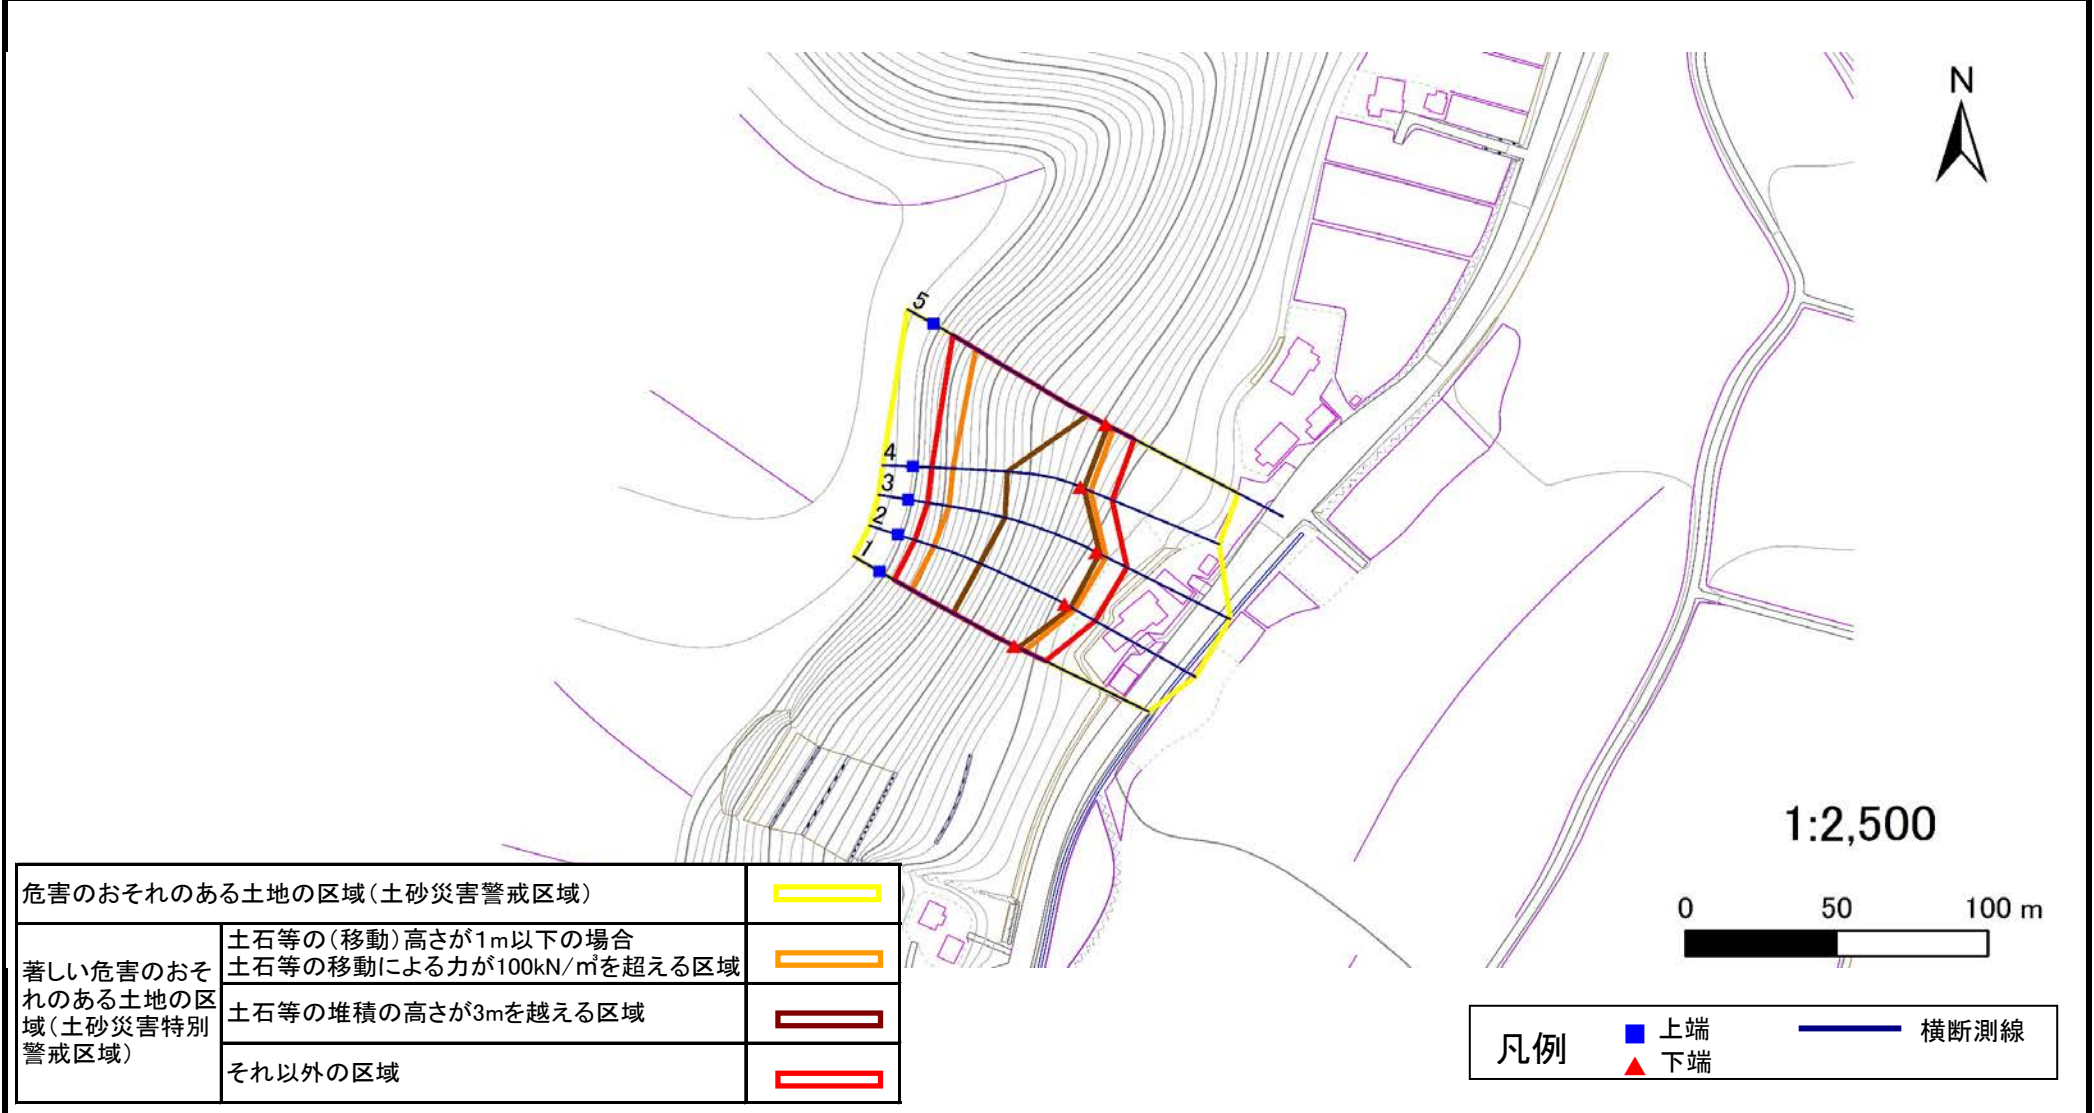 N
5
4
3
2
1
1:2,500
0 50 100 m
危害のおそれのある土地の区域(土砂災害警戒区域)
著しい危害のおそ
れのある土地の区
域(土砂災害特別
警戒区域)
土石等の(移動)高さが1m以下の場合
土石等の移動による力が100kN/㎥を超える区域
土石等の堆積の高さが3mを越える区域
それ以外の区域
凡例
上端
下端
横断測線